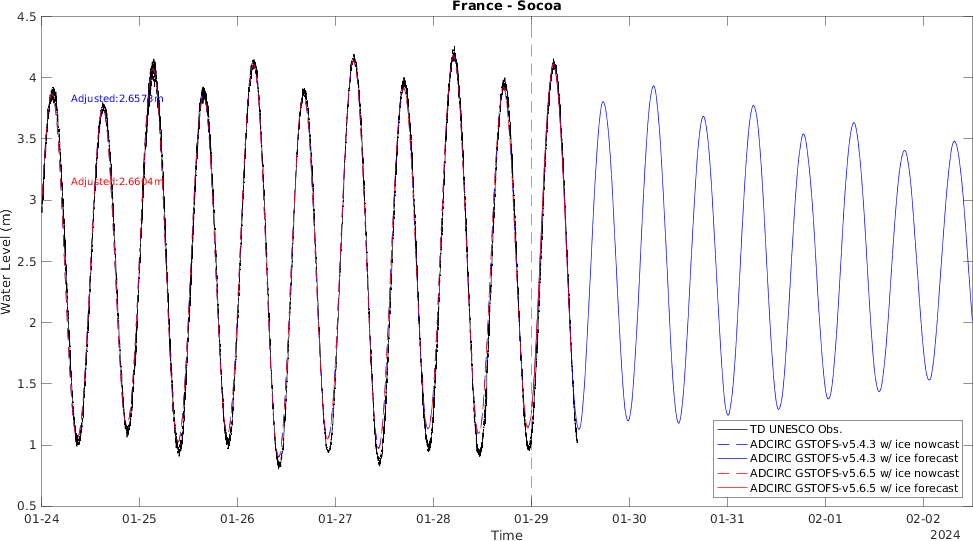 France - Socoa
4.5
4
3.5
3
2.5
2
1.5
1
0.5
Water Level (m)
Adjusted:2.6573m
Adjusted:2.6604m
TD UNESCO Obs.
ADCIRC GSTOFS-v5.4.3 w/ ice nowcast
ADCIRC GSTOFS-v5.4.3 w/ ice forecast
ADCIRC GSTOFS-v5.6.5 w/ ice nowcast
ADCIRC GSTOFS-v5.6.5 w/ ice forecast
01-24 01-25 01-26 01-27 01-28 01-29 01-30 01-31 02-01 02-02
Time
2024